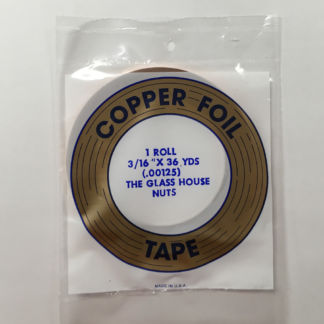 COPPER FOIL
1 ROLL
3/16" X 36 YDS
(.00125)
THE GLASS HOUSE
NUTS
TAPE
MADE IN U.S.A.